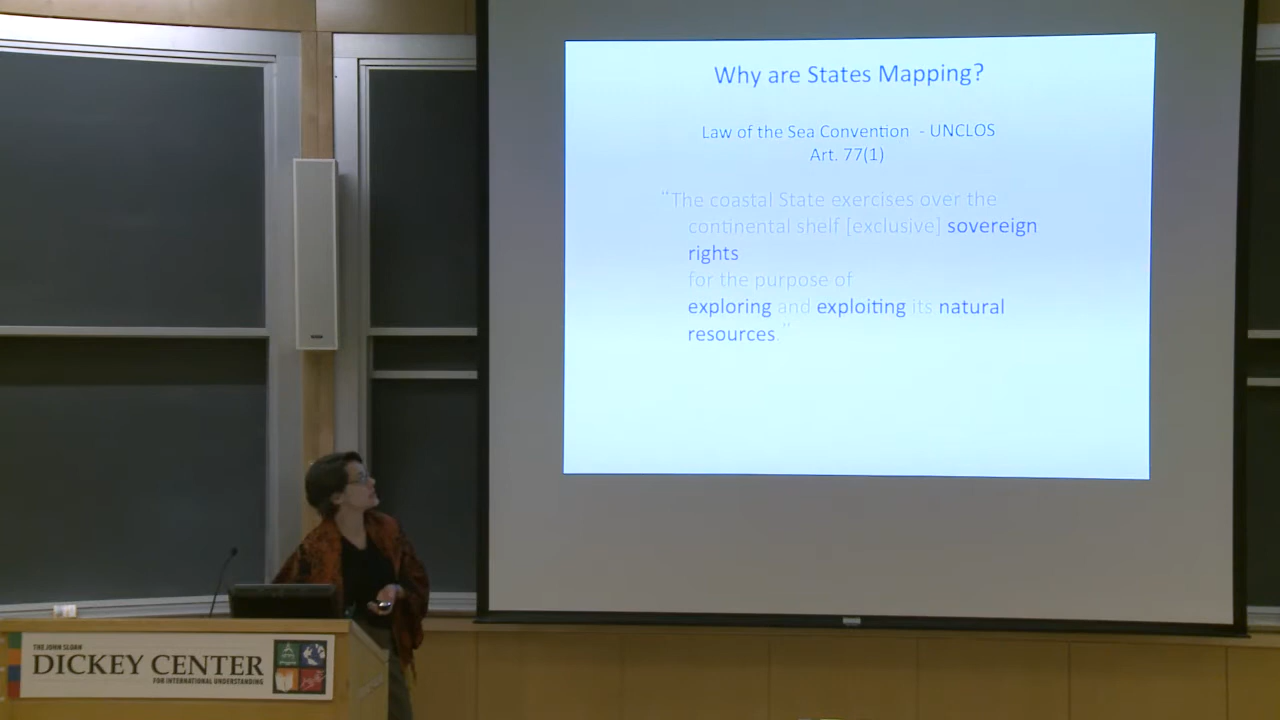 Why are States Mapping?
Law of the Sea Convention - UNCLOS
Art. 77(1)
“The coastal State exercises over the
continental shelf [exclusive] sovereign
rights
for the purpose of
exploring and exploiting its natural
resources.”
THE JOHN SLOAN
DICKEY CENTER
FOR INTERNATIONAL UNDERSTANDING